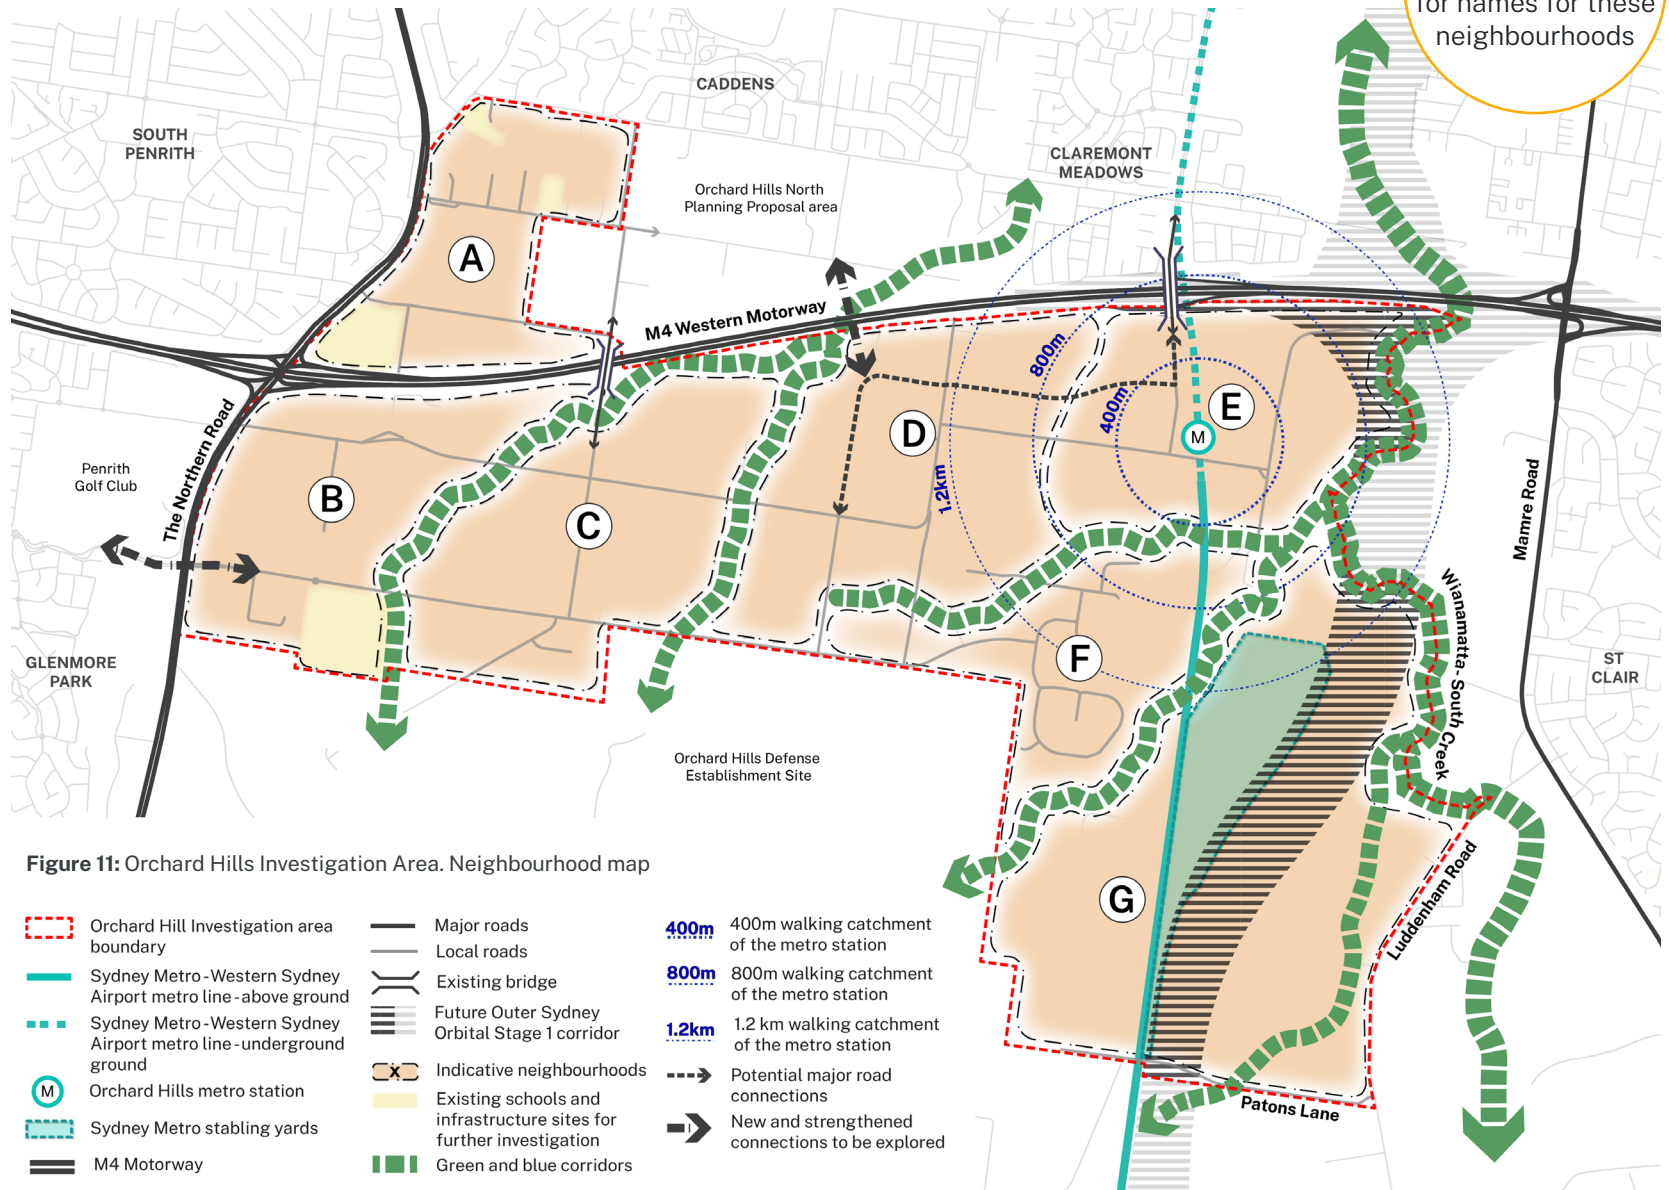 for names for these
neighbourhoods
CADDENS
SOUTH
PENRITH
CLAREMONT
MEADOWS
Orchard Hills North
Planning Proposal area
A
M4 Western Motorway
800m
400m
E
D
M
1.2km
The Northern Road
Penrith
Golf Club
B
C
Mamre Road
Wianamatta - South Creek
GLENMORE
PARK
F
ST
CLAIR
Orchard Hills Defense
Establishment Site
G
Luddenham Road
Patons Lane
Figure 11: Orchard Hills Investigation Area. Neighbourhood map
Orchard Hill Investigation area
boundary
Sydney Metro - Western Sydney
Airport metro line - above ground
Sydney Metro - Western Sydney
Airport metro line - underground
ground
M
Orchard Hills metro station
Sydney Metro stabling yards
M4 Motorway
Major roads
Local roads
Existing bridge
Future Outer Sydney
Orbital Stage 1 corridor
X
Indicative neighbourhoods
Existing schools and
infrastructure sites for
further investigation
Green and blue corridors
400m
400m walking catchment
of the metro station
800m
800m walking catchment
of the metro station
1.2km
1.2 km walking catchment
of the metro station
Potential major road
connections
New and strengthened
connections to be explored